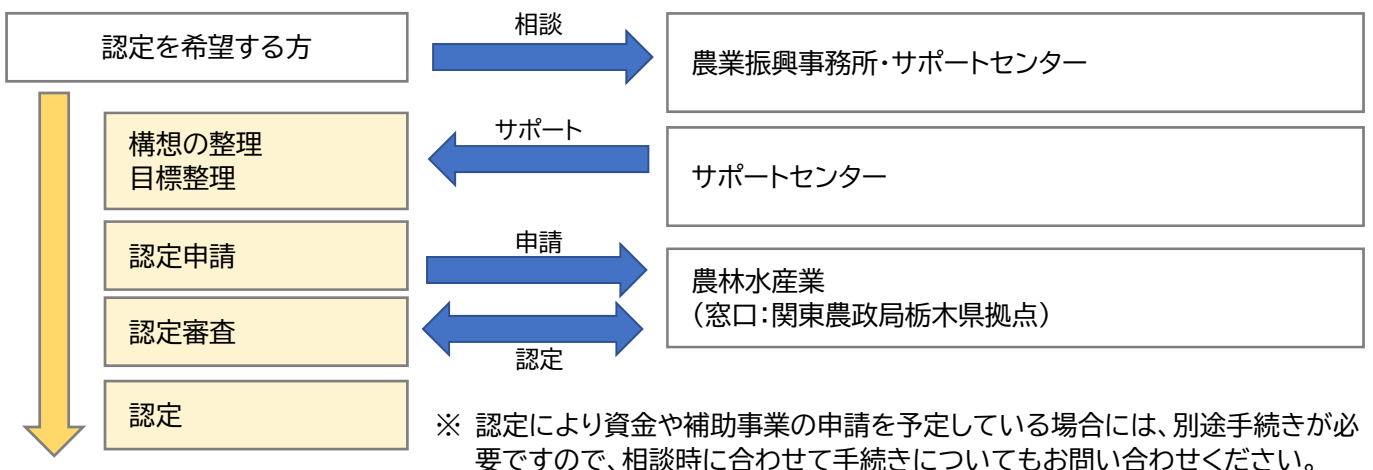 認定を希望する方
相談
農業振興事務所・サポートセンター
構想の整理
目標整理
サポート
サポートセンター
認定申請
申請
農林水産業
（窓口：関東農政局栃木県拠点）
認定審査
認定
認定
※ 認定により資金や補助事業の申請を予定している場合には、別途手続きが必
要ですので、相談時に合わせて手続きについてもお問い合わせください。